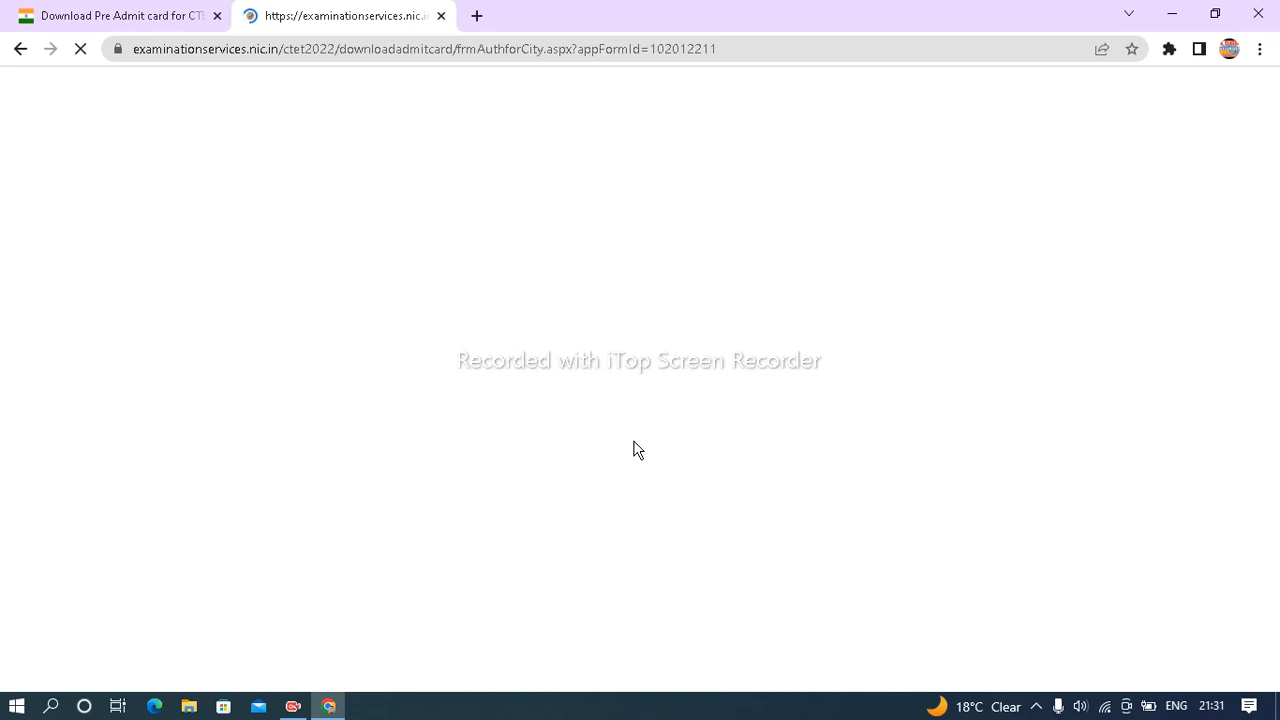 Download Pre Admit card for CTE
https://examinationservices.nic.i
examinationservices.nic.in/ctet2022/downloadadmitcard/frmAuthforCity.aspx?appFormId=102012211
Recorded with iTop Screen Recorder
18°C Clear
ENG
21:31